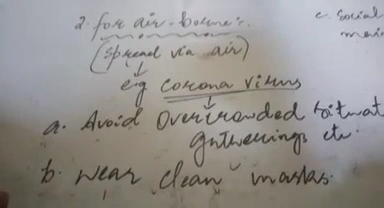 2. for air-borne:.
(spread via air)
eg corona virus
a. Avoid Overcrowded situat
gatherings etc.
b. wear clean masks.
c. social
main